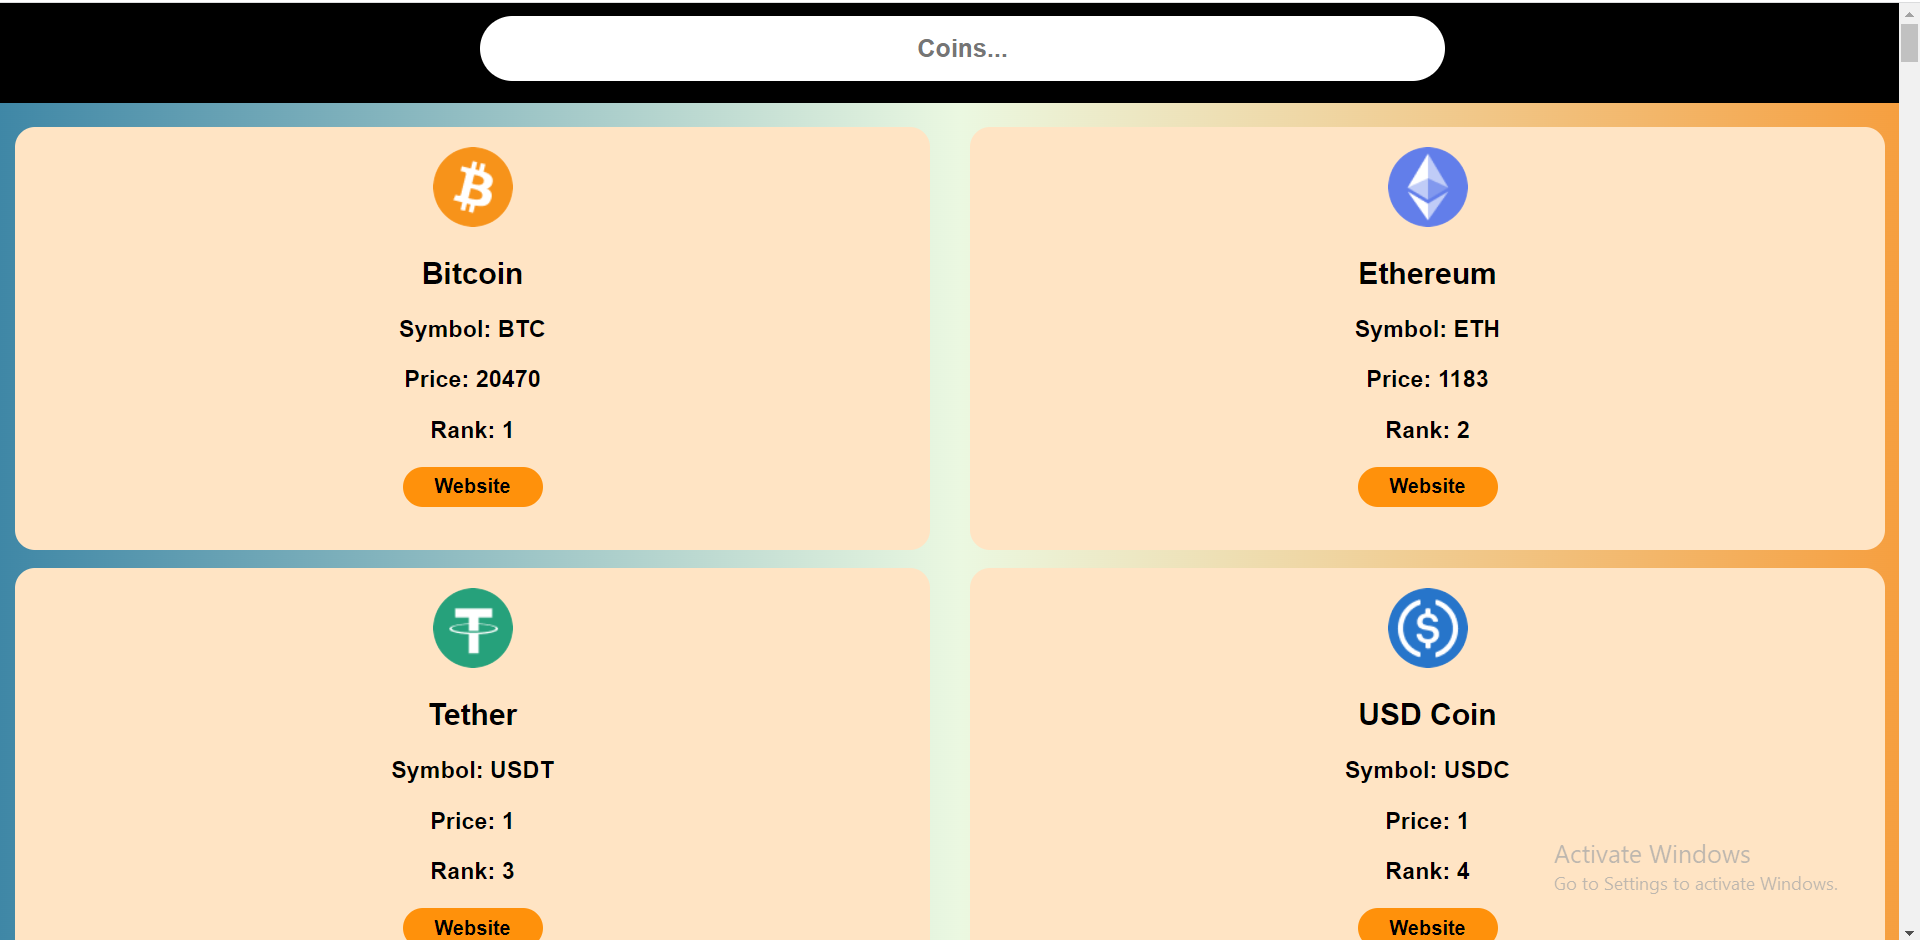 Coins...
Bitcoin
Symbol: BTC
Price: 20470
Rank: 1
Website
Ethereum
Symbol: ETH
Price: 1183
Rank: 2
Website
Tether
Symbol: USDT
Price: 1
Rank: 3
Website
USD Coin
Symbol: USDC
Price: 1
Rank: 4
Website
Activate Windows
Go to Settings to activate Windows.